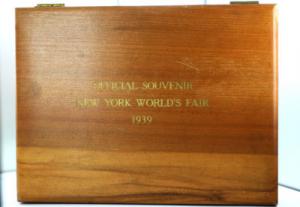 OFFICIAL SOUVENIR
NEW YORK WORLD'S FAIR
1939